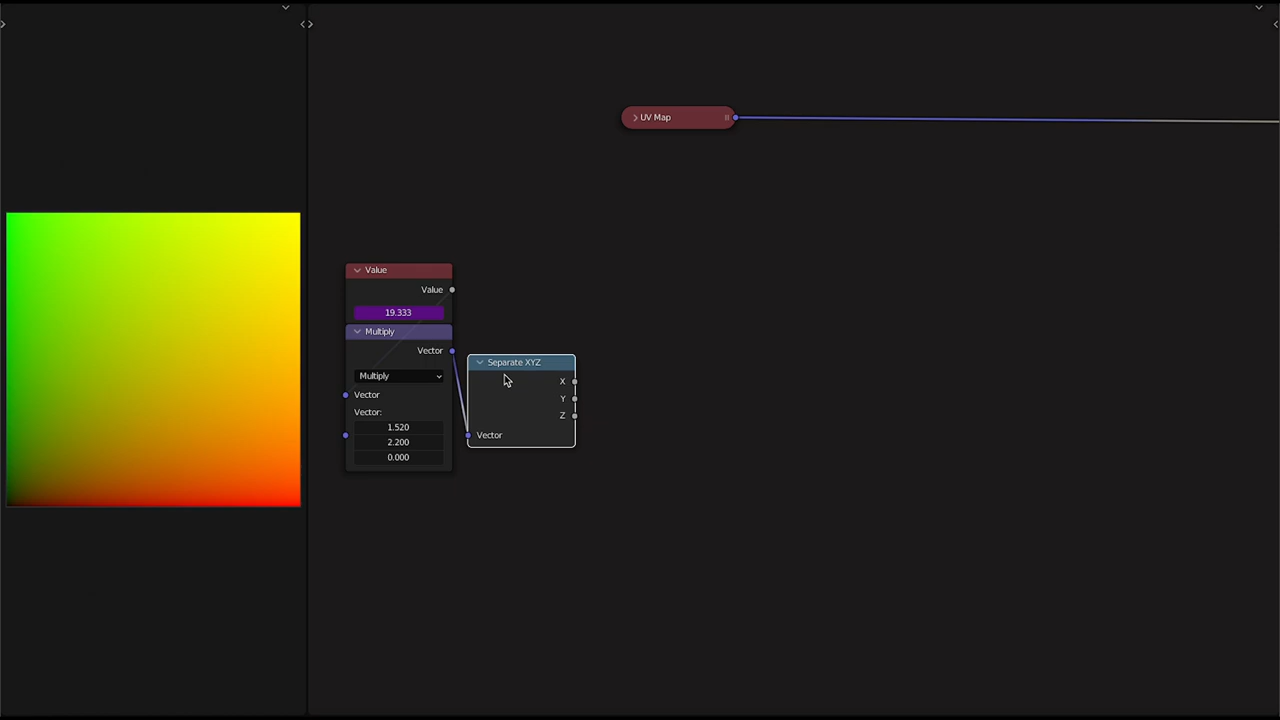 UV Map
Value
Value
19.333
Multiply
Vector
Multiply
Vector
Vector:
1.520
2.200
0.000
Separate XYZ
X
Y
Z
Vector